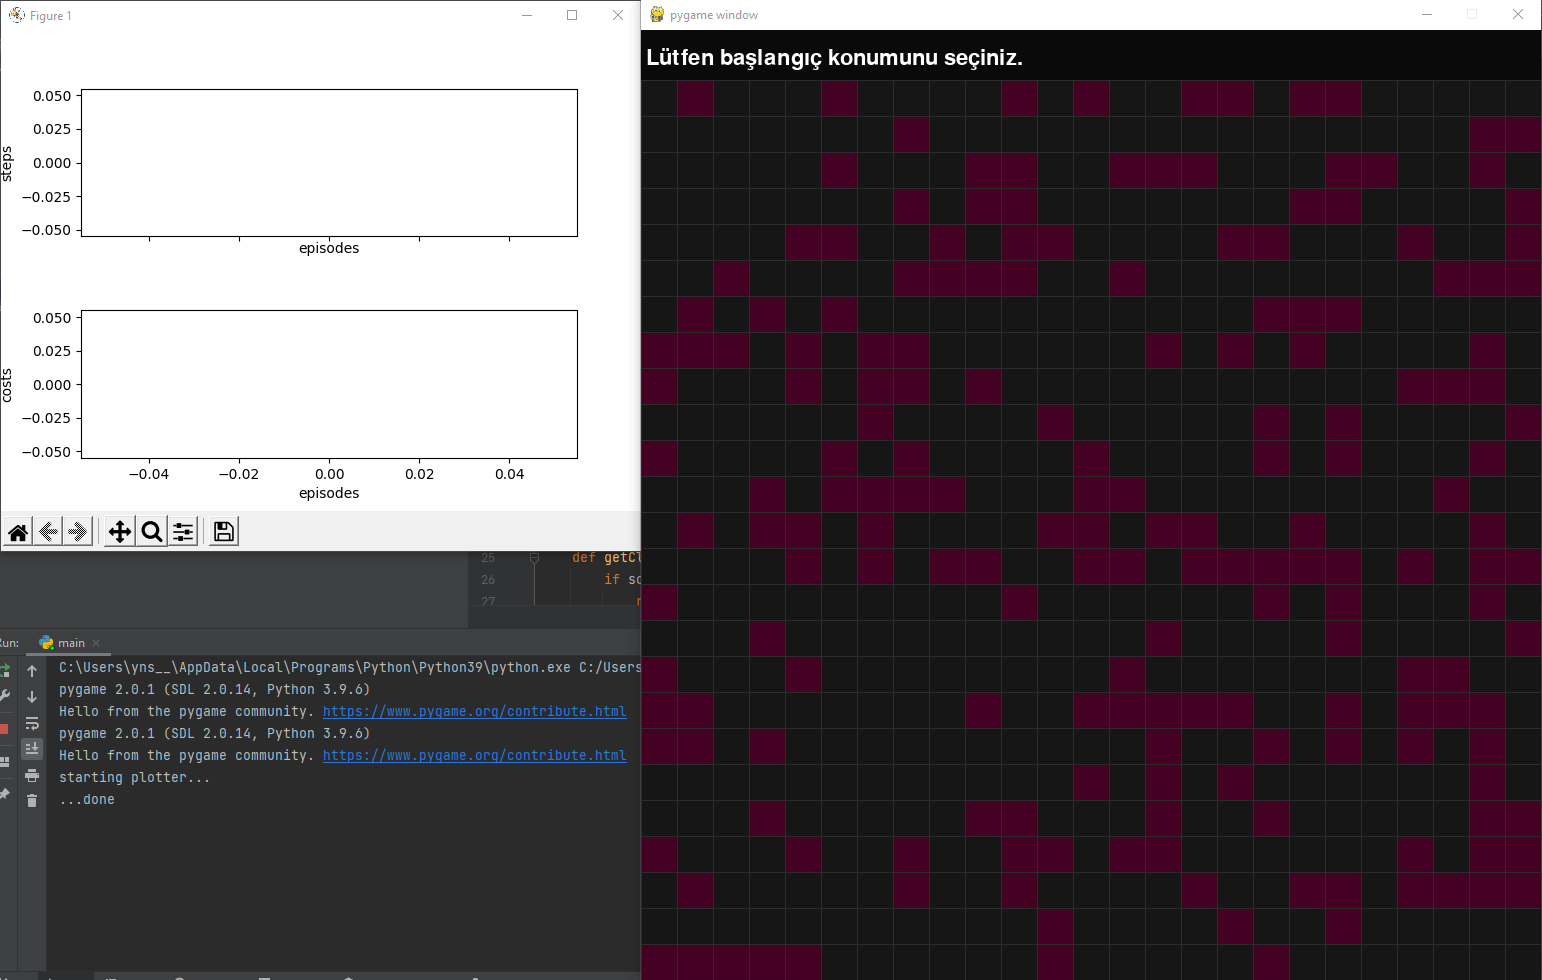 Figure 1
0.050
0.025
0.000
−0.025
−0.050
steps
episodes
0.050
0.025
0.000
−0.025
−0.050
costs
−0.04
−0.02
0.00
0.02
0.04
episodes
pygame window
Lütfen başlangıç konumunu seçiniz.
25 def getCl
26 if sc
27
un: main
C:\Users\yns__\AppData\Local\Programs\Python\Python39\python.exe C:/Users
pygame 2.0.1 (SDL 2.0.14, Python 3.9.6)
Hello from the pygame community. https://www.pygame.org/contribute.html
pygame 2.0.1 (SDL 2.0.14, Python 3.9.6)
Hello from the pygame community. https://www.pygame.org/contribute.html
starting plotter...
...done